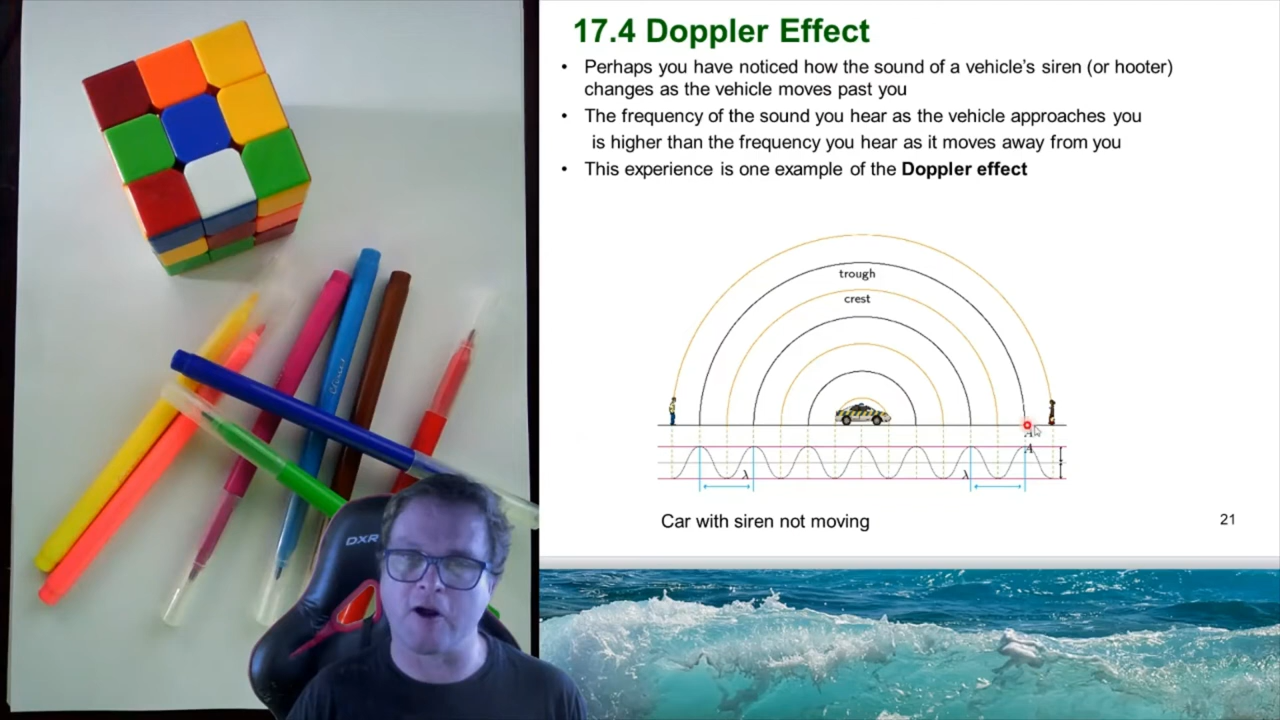 17.4 Doppler Effect
• Perhaps you have noticed how the sound of a vehicle’s siren (or hooter)
changes as the vehicle moves past you
• The frequency of the sound you hear as the vehicle approaches you
is higher than the frequency you hear as it moves away from you
• This experience is one example of the Doppler effect
trough
crest
A
A
λ
λ
Car with siren not moving
21
DXR